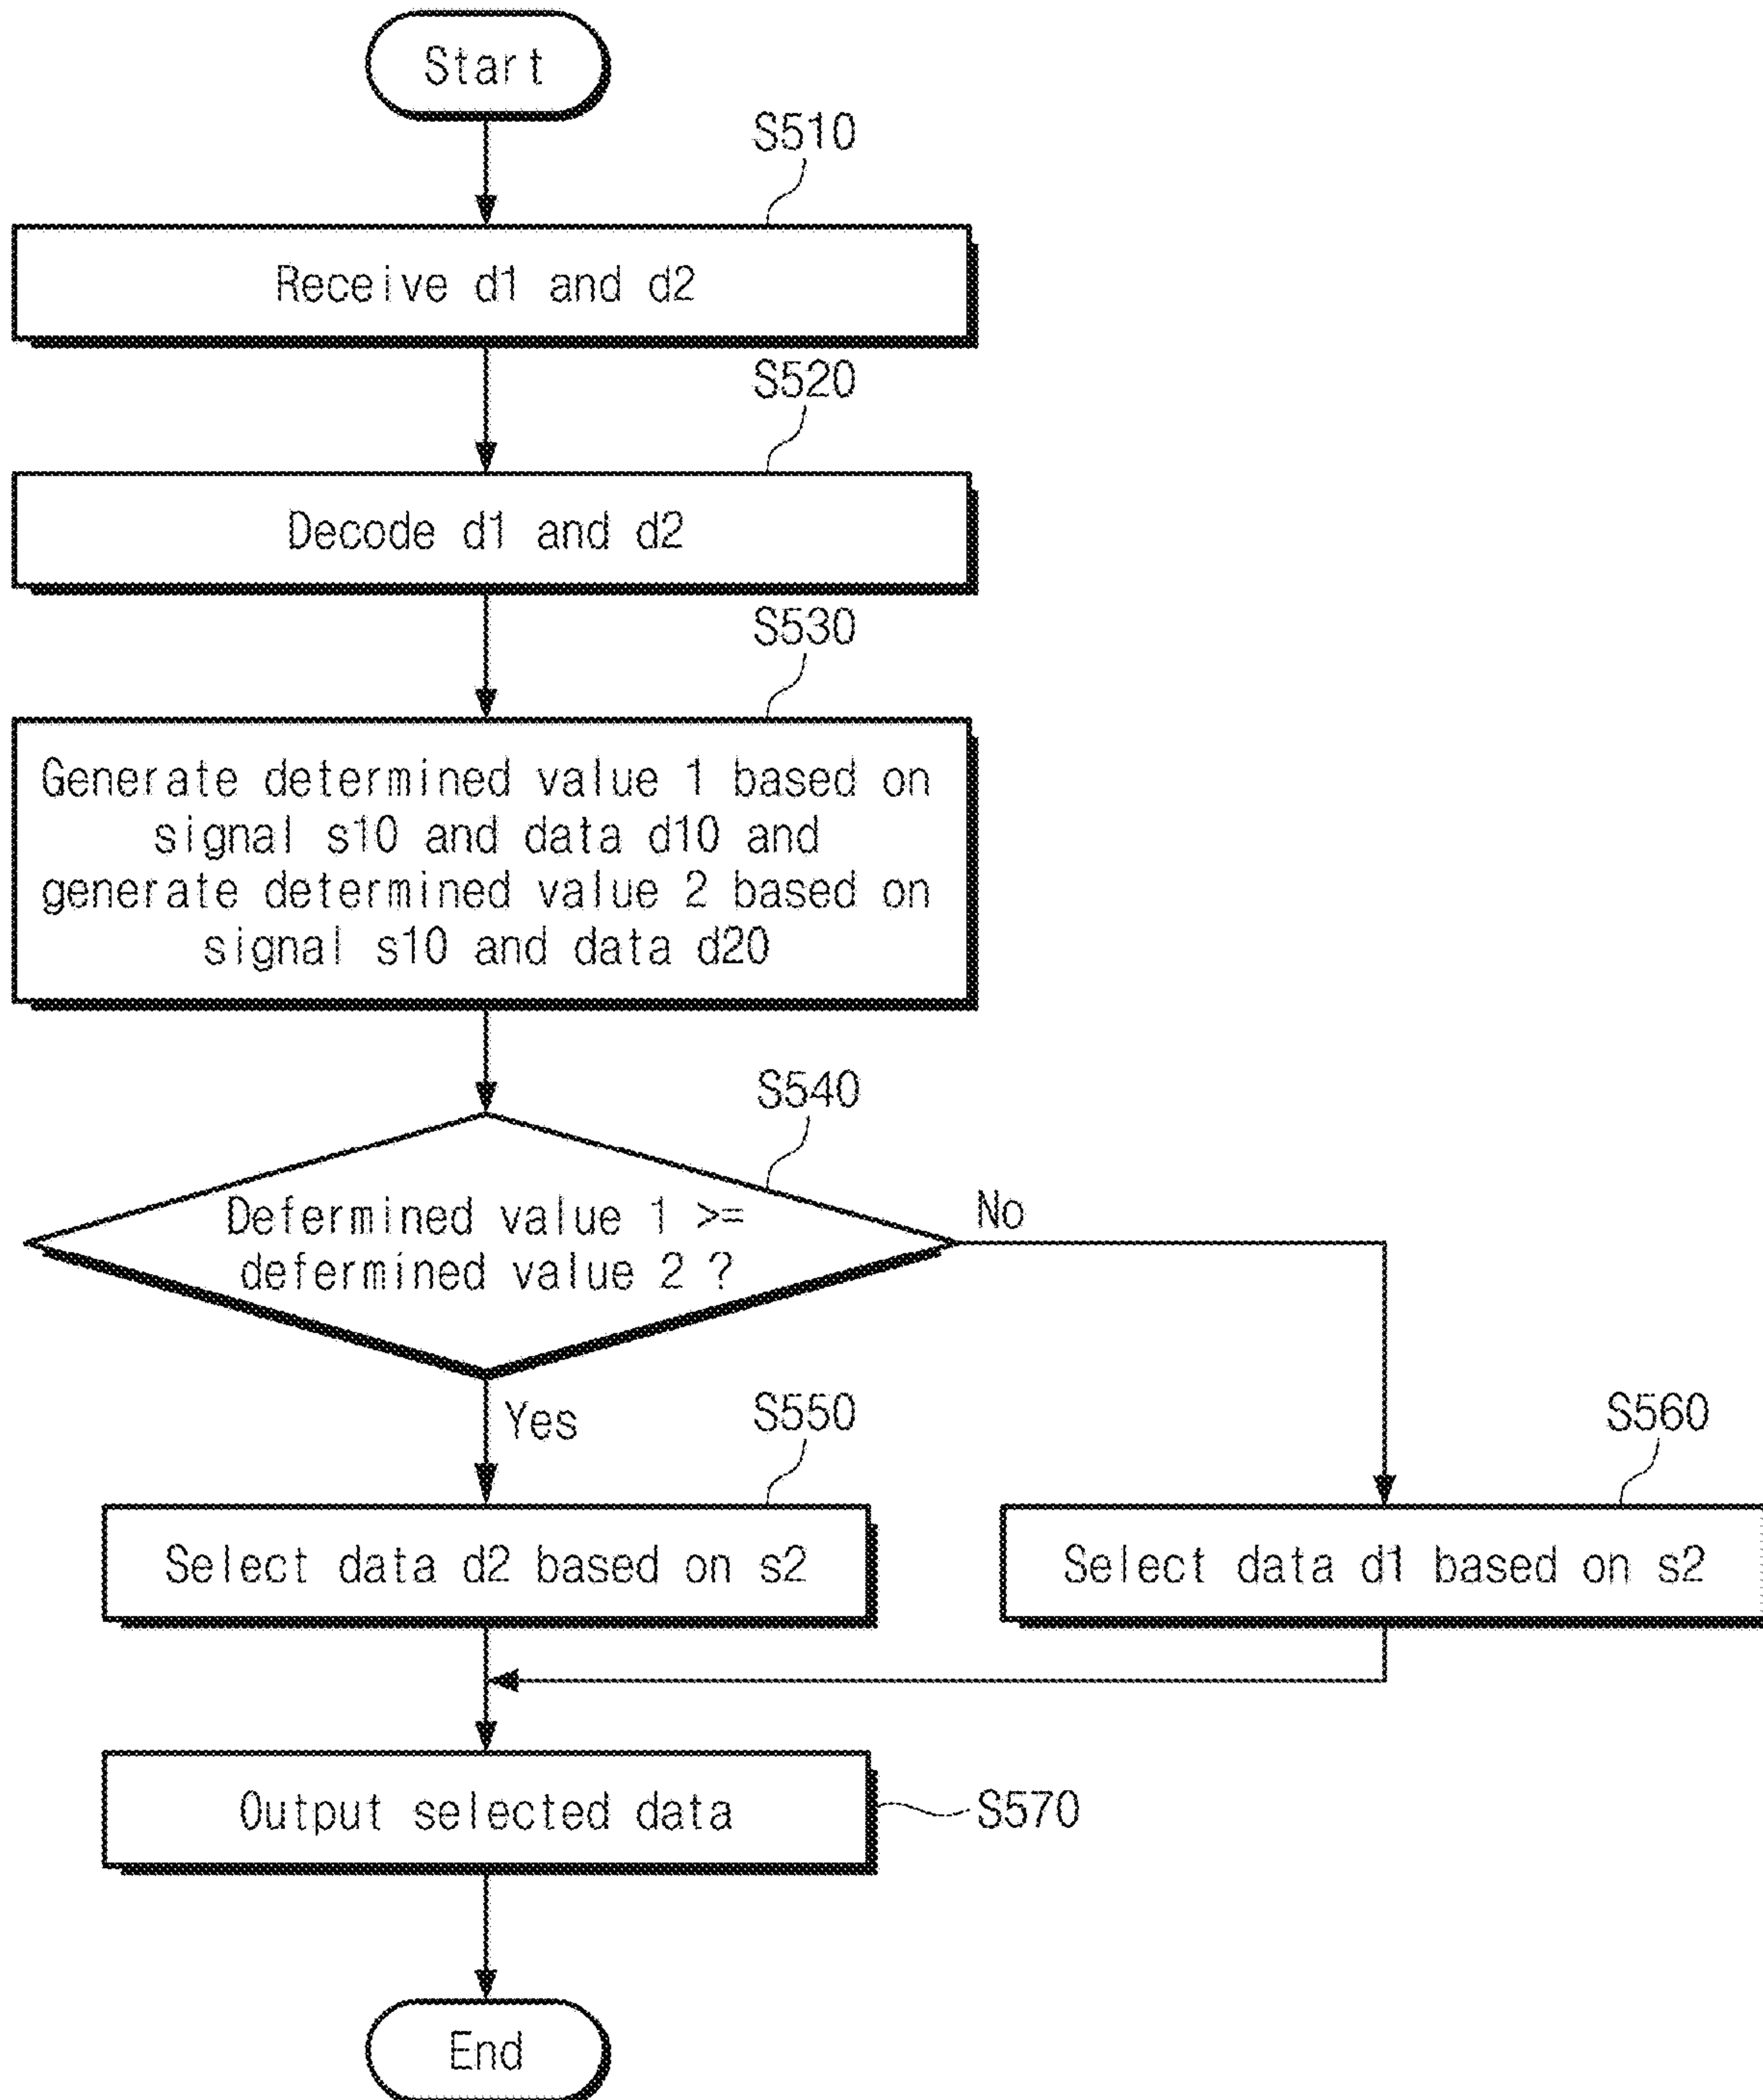 Start
S510
Receive d1 and d2
S520
Decode d1 and d2
S530
Generate determined value 1 based on
signal s10 and data d10 and
generate determined value 2 based on
signal s10 and data d20
S540
Defermined value 1 >=
defermined value 2 ?
No
Yes
S550
S560
Select data d2 based on s2
Select data d1 based on s2
Output selected data
S570
End